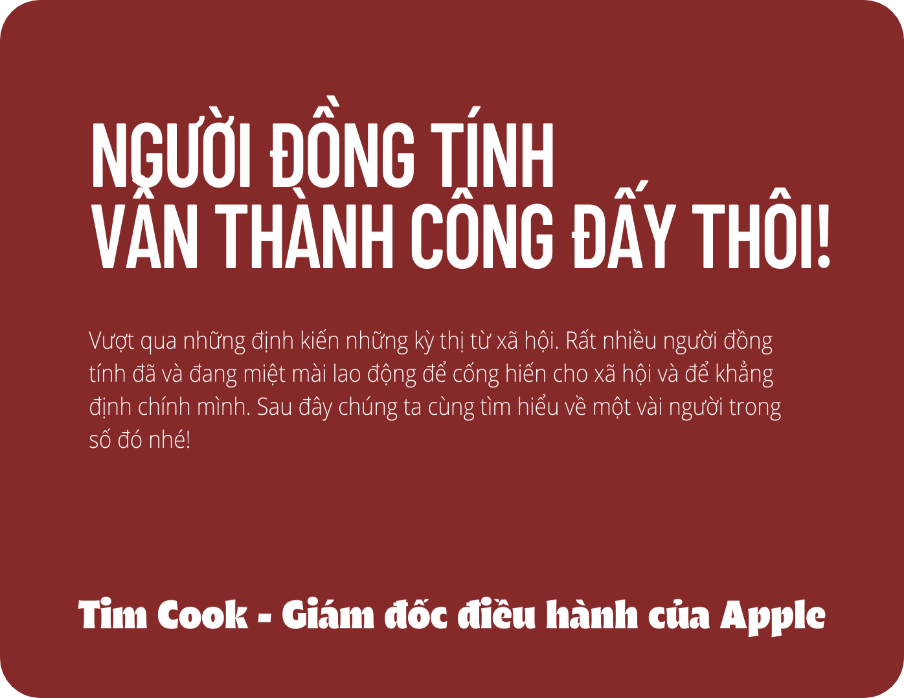 NGƯỜI ĐỒNG TÍNH
VẪN THÀNH CÔNG ĐẤY THÔI!
Vượt qua những định kiến những kỳ thị từ xã hội. Rất nhiều người đồng
tính đã và đang miệt mài lao động để cống hiến cho xã hội và để khẳng
định chính mình. Sau đây chúng ta cùng tìm hiểu về một vài người trong
số đó nhé!
Tim Cook - Giám đốc điều hành của Apple